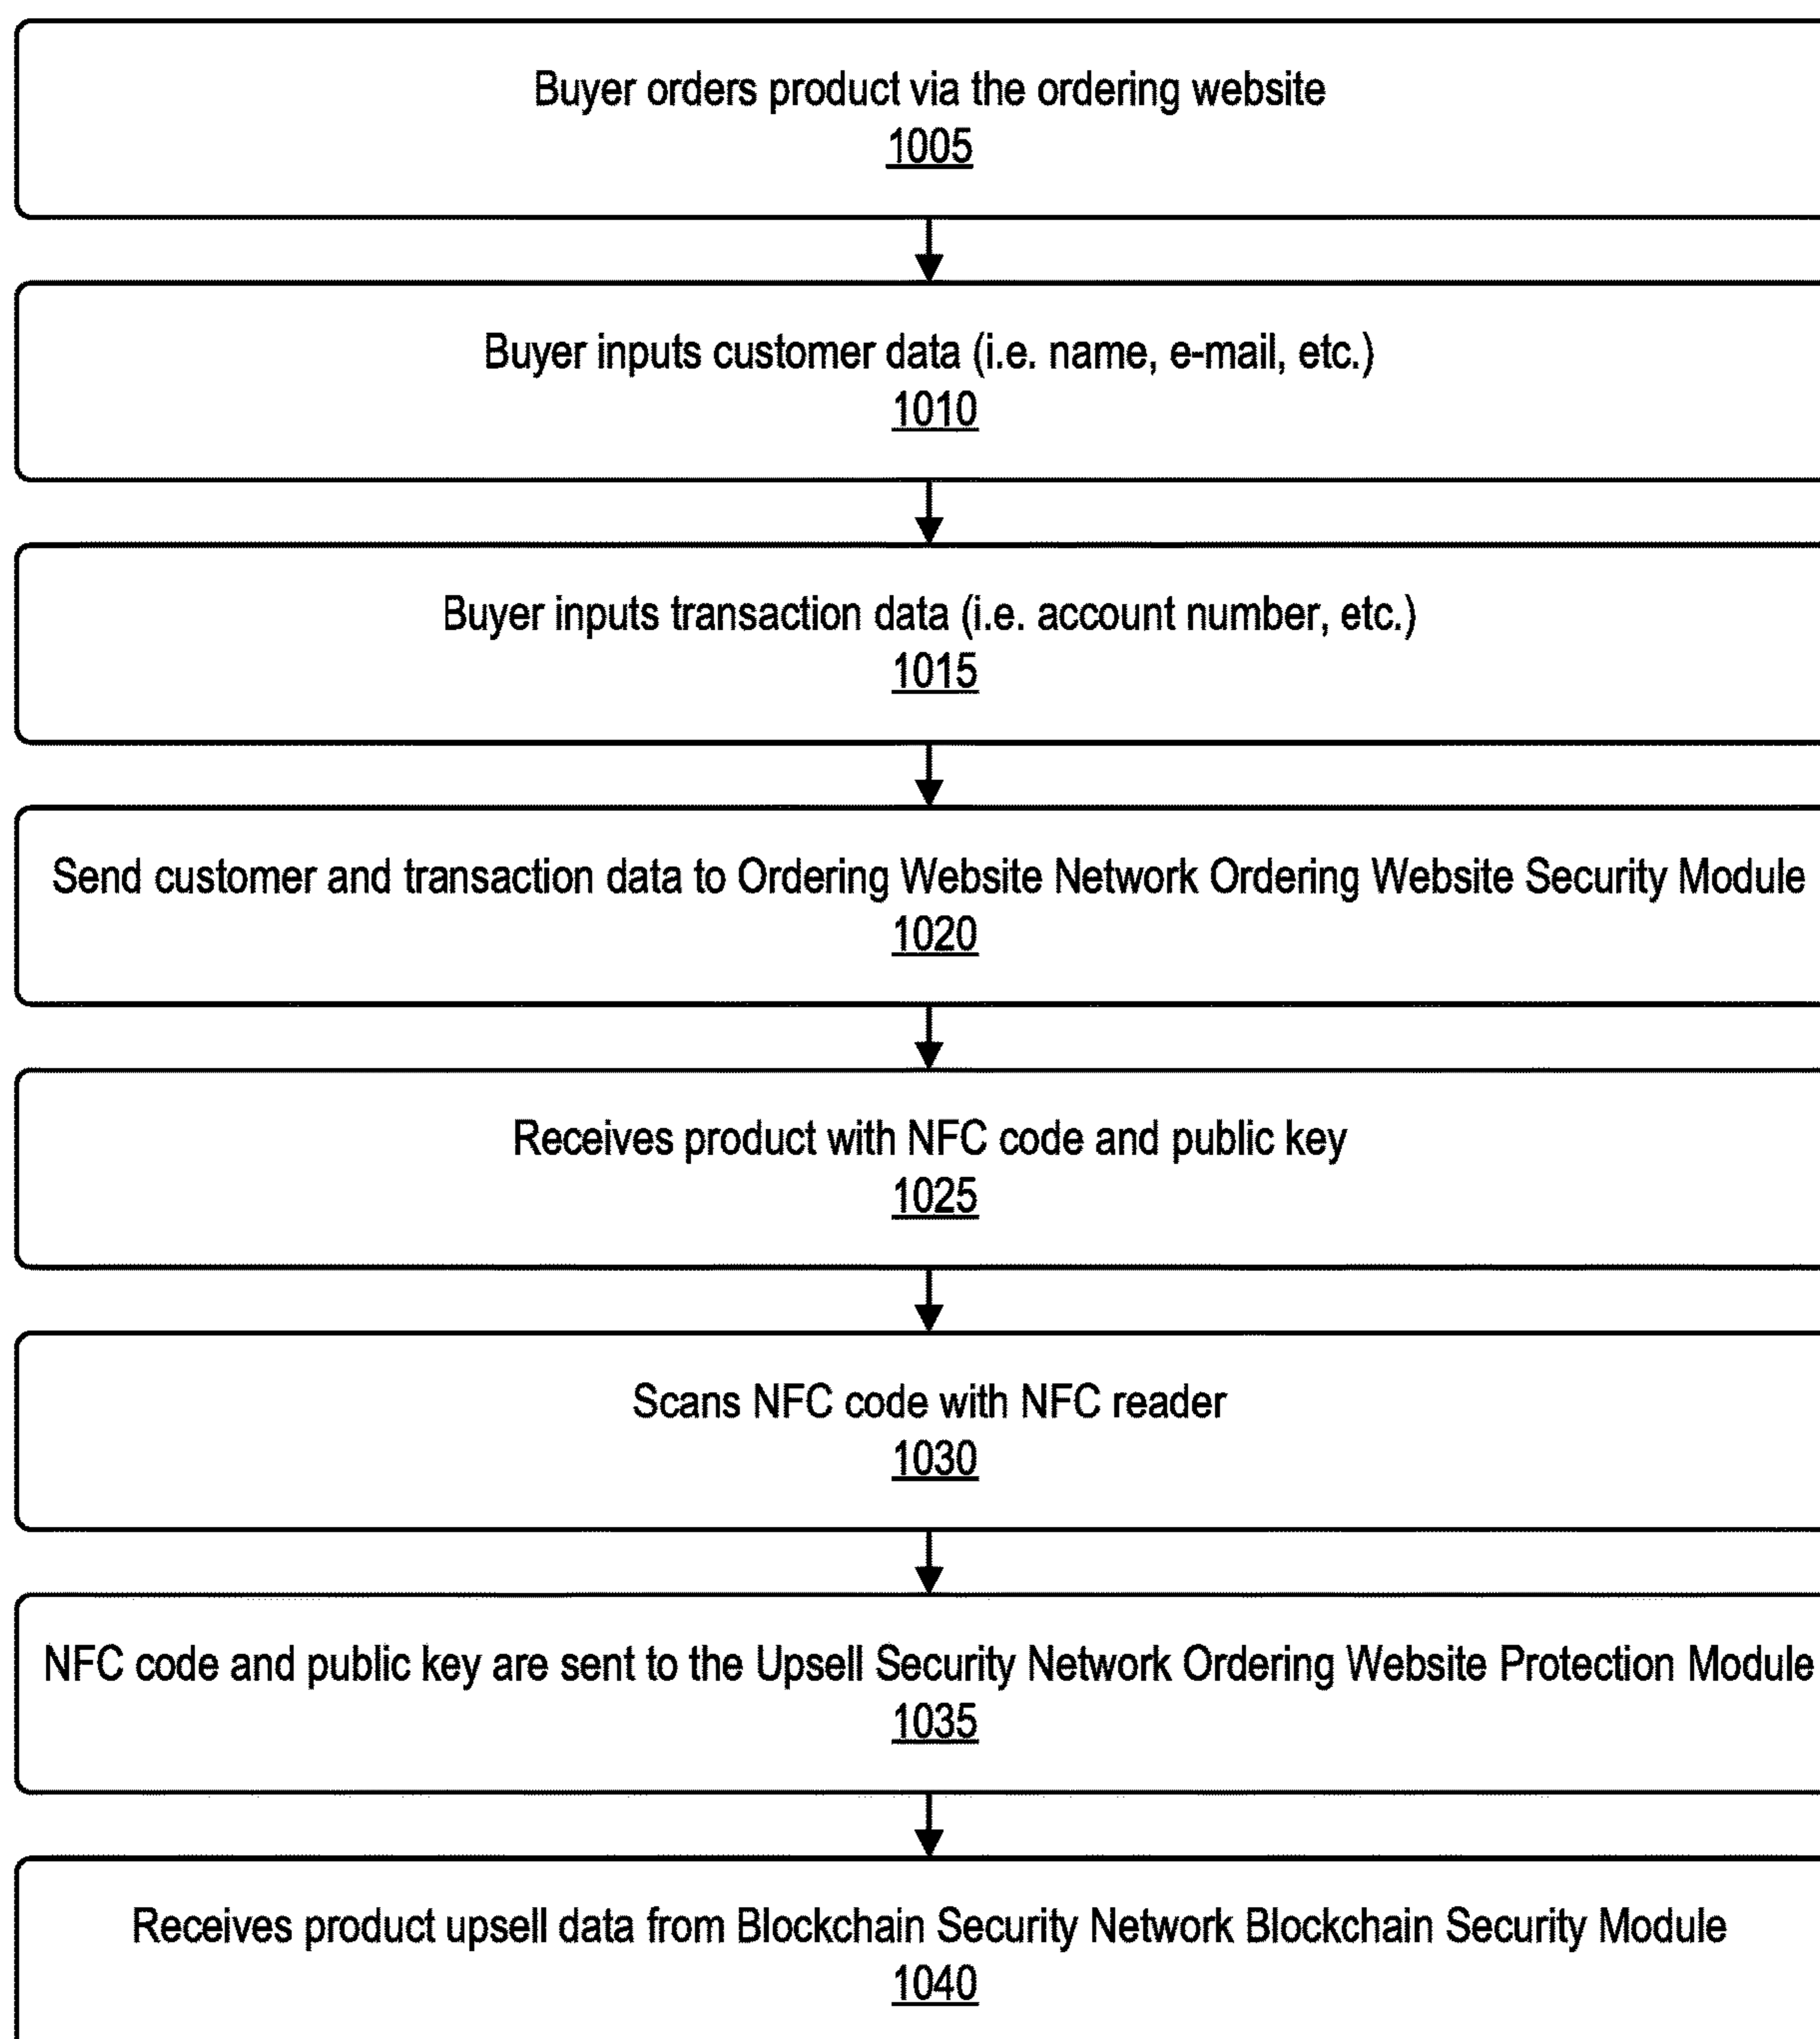 Buyer orders product via the ordering website
1005
Buyer inputs customer data (i.e. name, e-mail, etc.)
1010
Buyer inputs transaction data (i.e. account number, etc.)
1015
Send customer and transaction data to Ordering Website Network Ordering Website Security Module
1020
Receives product with NFC code and public key
1025
Scans NFC code with NFC reader
1030
NFC code and public key are sent to the Upsell Security Network Ordering Website Protection Module
1035
Receives product upsell data from Blockchain Security Network Blockchain Security Module
1040